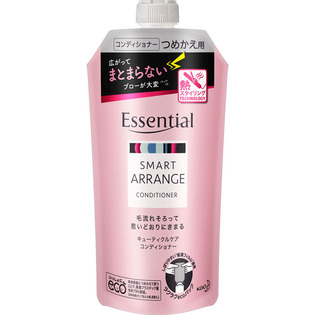 コンディショナー つめかえ用
広がって
まとまらない
ブローが大変
熱
スタイリング
TECHNOLOGY
Essential
SMART
ARRANGE
CONDITIONER
毛流れそろって
思いどおりにきまる
キューティクルケア
コンディショナー
eco
Kao